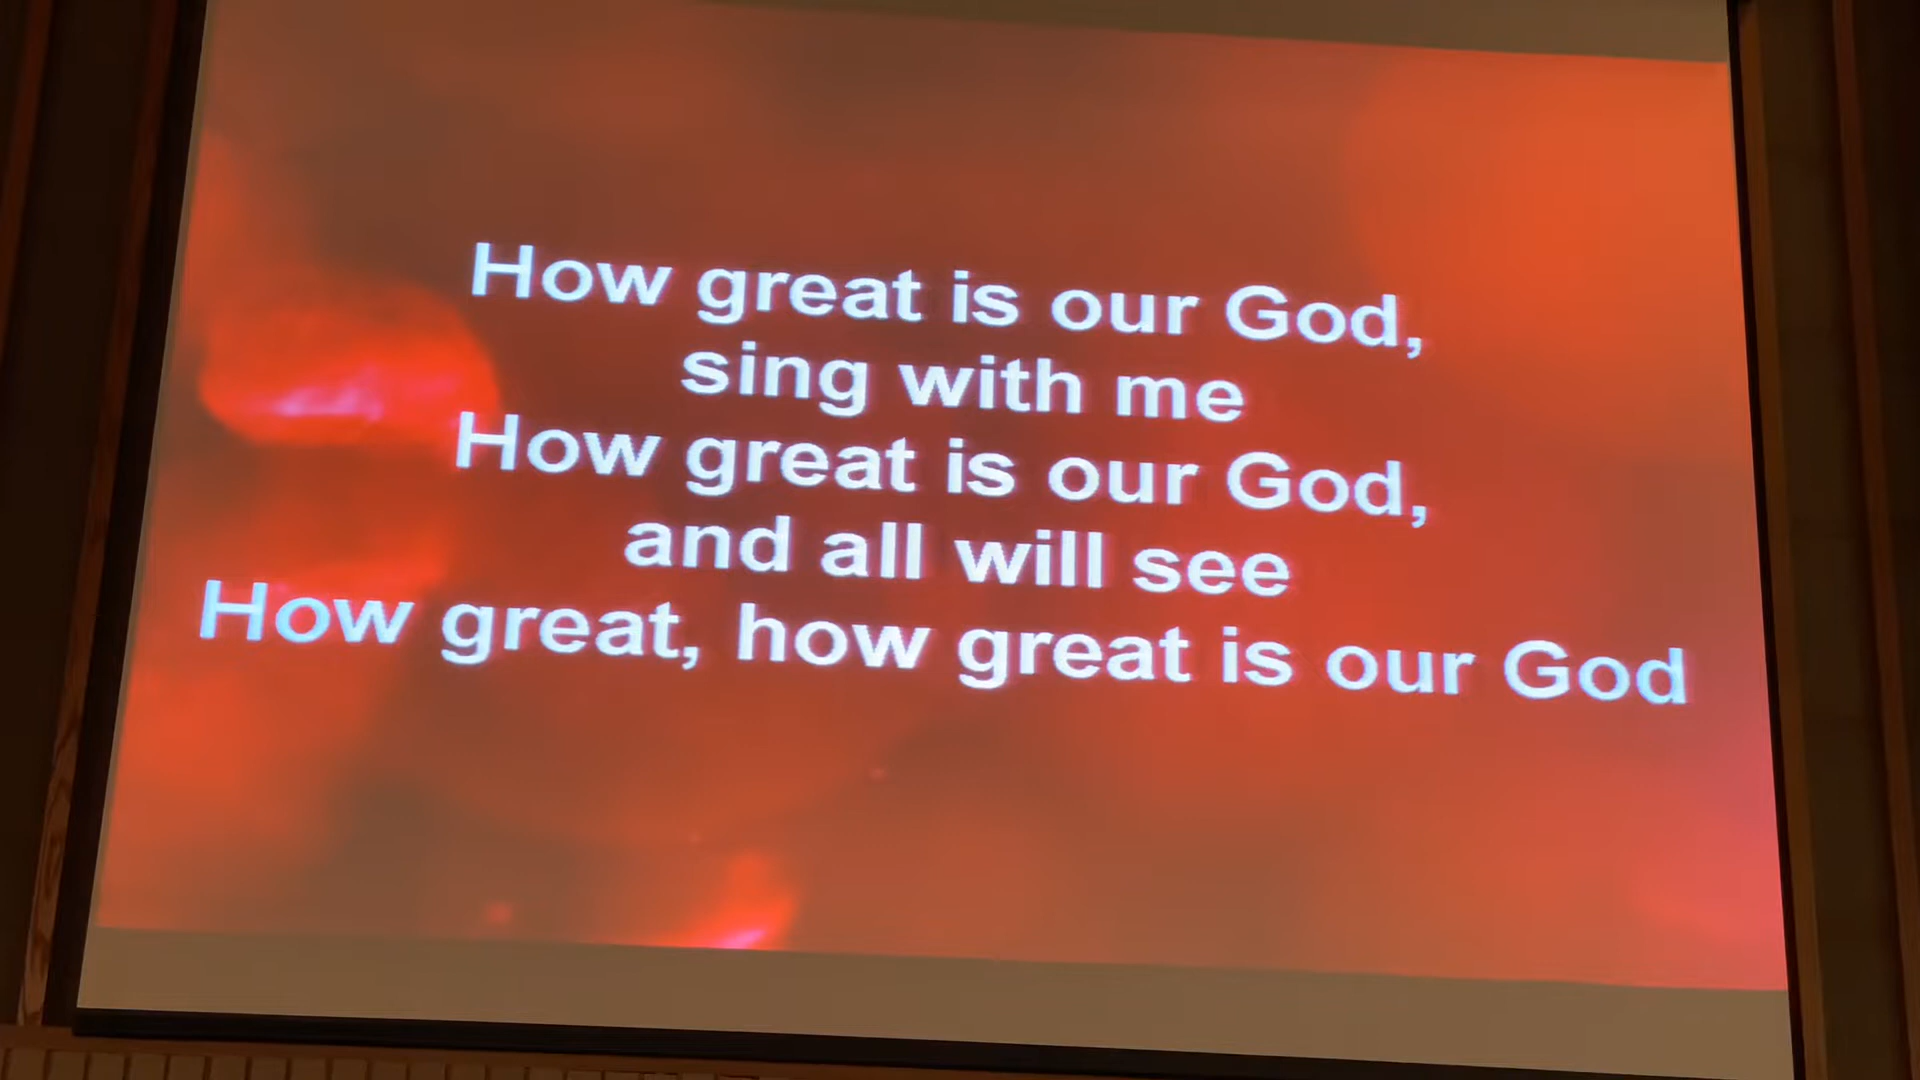 How great is our God,
sing with me
How great is our God,
and all will see
How great, how great is our God